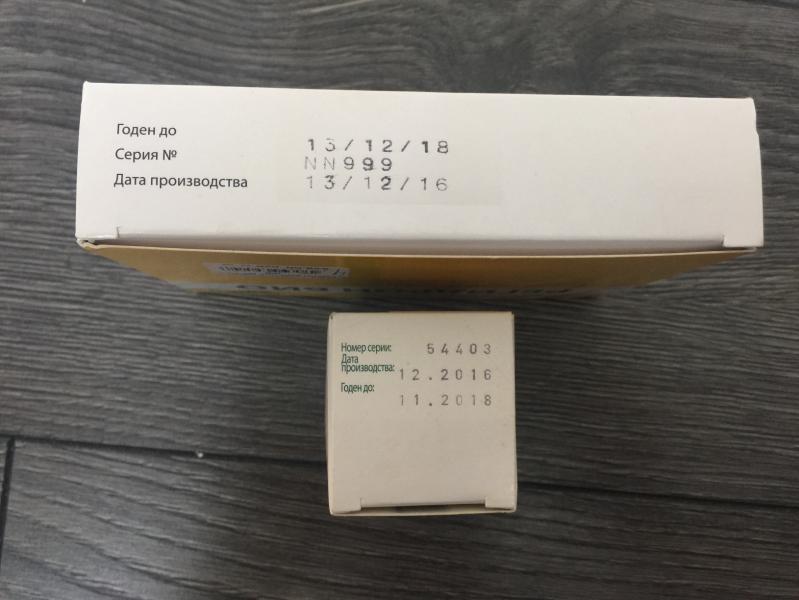 Годен до 13/12/18
Серия № NN999
Дата производства 13/12/16
Номер серии: 54403
Дата
производства: 12.2016
Годен до: 11.2018